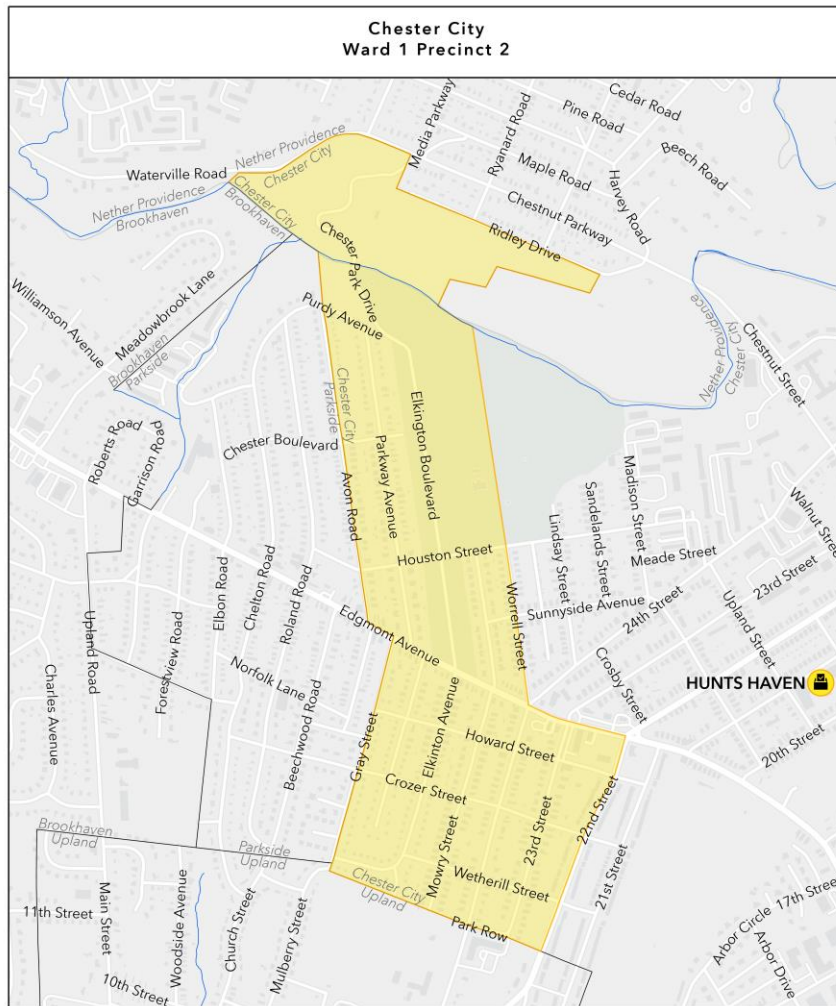 Chester City
Ward 1 Precinct 2
Cedar Road
Pine Road
Media Parkway
Ryanard Road
Beech Road
Nether Providence
Chester City
Maple Road
Waterville Road
Harvey Road
Chestnut Parkway
Nether Providence
Brookhaven
Chester City
Brookhaven
Ridley Drive
Chester Park Drive
Meadowbrook Lane
Williamson Avenue
Purdy Avenue
Nether Providence
Chester City
Chestnut Street
Brookhaven
Parkside
Chester City
Parkside
Elkington Boulevard
Roberts Road
Garrison Road
Chester Boulevard
Parkway Avenue
Avon Road
Madison Street
Sandelands Street
Lindsay Street
Walnut Street
Houston Street
Meade Street
23rd Street
Elbon Road
Chelton Road
Roland Road
Worrell Street
Sunnyside Avenue
24th Street
Upland Street
Upland Road
Forestview Road
Edgmont Avenue
Crosby Street
Charles Avenue
Norfolk Lane
Beechwood Road
HUNTS HAVEN
Gray Street
Elkinton Avenue
Howard Street
20th Street
Crozer Street
23rd Street
22nd Street
Brookhaven
Upland
Parkside
Upland
Mowry Street
Wetherill Street
21st Street
Chester City
Upland
11th Street
Main Street
Woodside Avenue
Church Street
Mulberry Street
Park Row
Arbor Circle
17th Street
Arbor Drive
10th Street